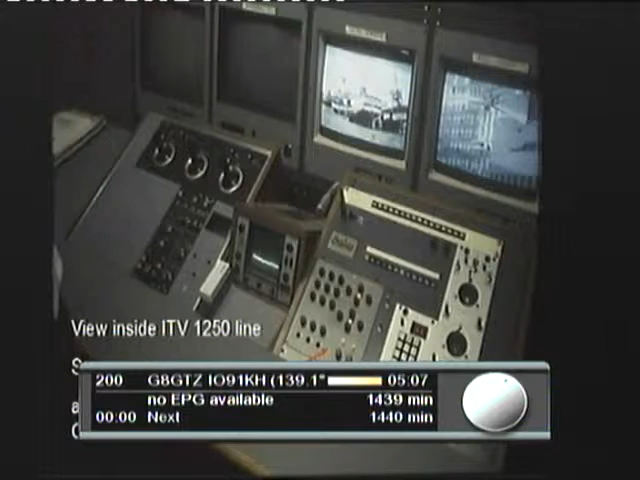 View inside ITV 1250 line
S
200 G8GTZ IO91KH (139.1° 05:07
a
no EPG available 1439 min
00:00 Next 1440 min